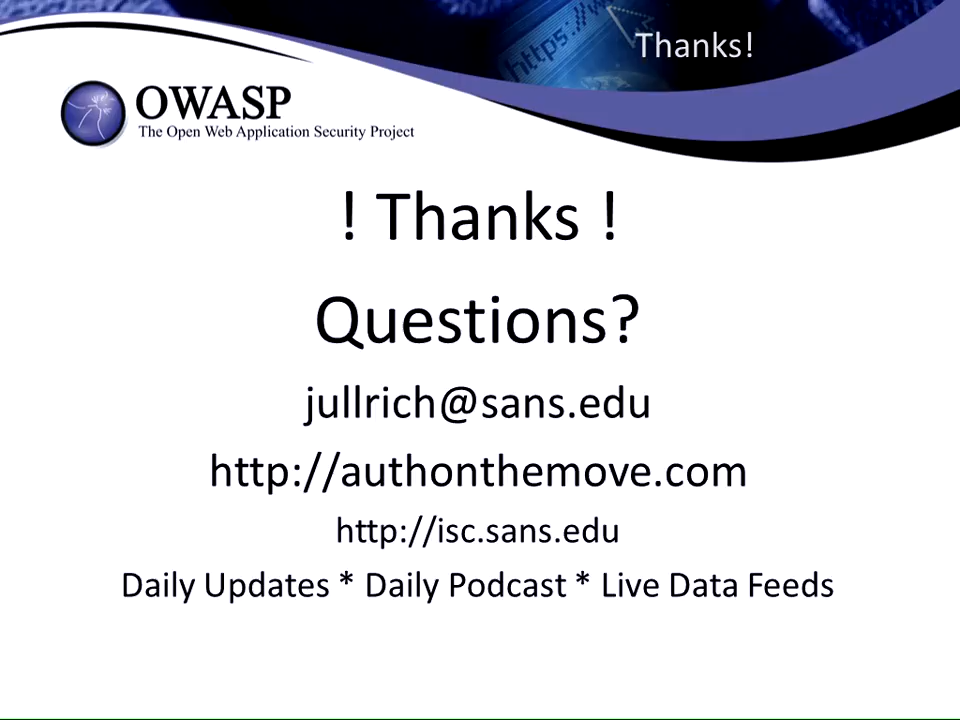 https://w
Thanks!
OWASP
The Open Web Application Security Project
! Thanks !
Questions?
jullrich@sans.edu
http://authonthemove.com
http://isc.sans.edu
Daily Updates * Daily Podcast * Live Data Feeds